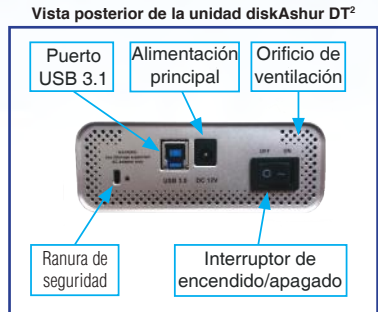 Vista posterior de la unidad diskAshur DT²
Puerto
USB 3.1
Alimentación
principal
Orificio de
ventilación
OFF ON
USB 3.0 DC 12V
Ranura de
seguridad
Interruptor de
encendido/apagado